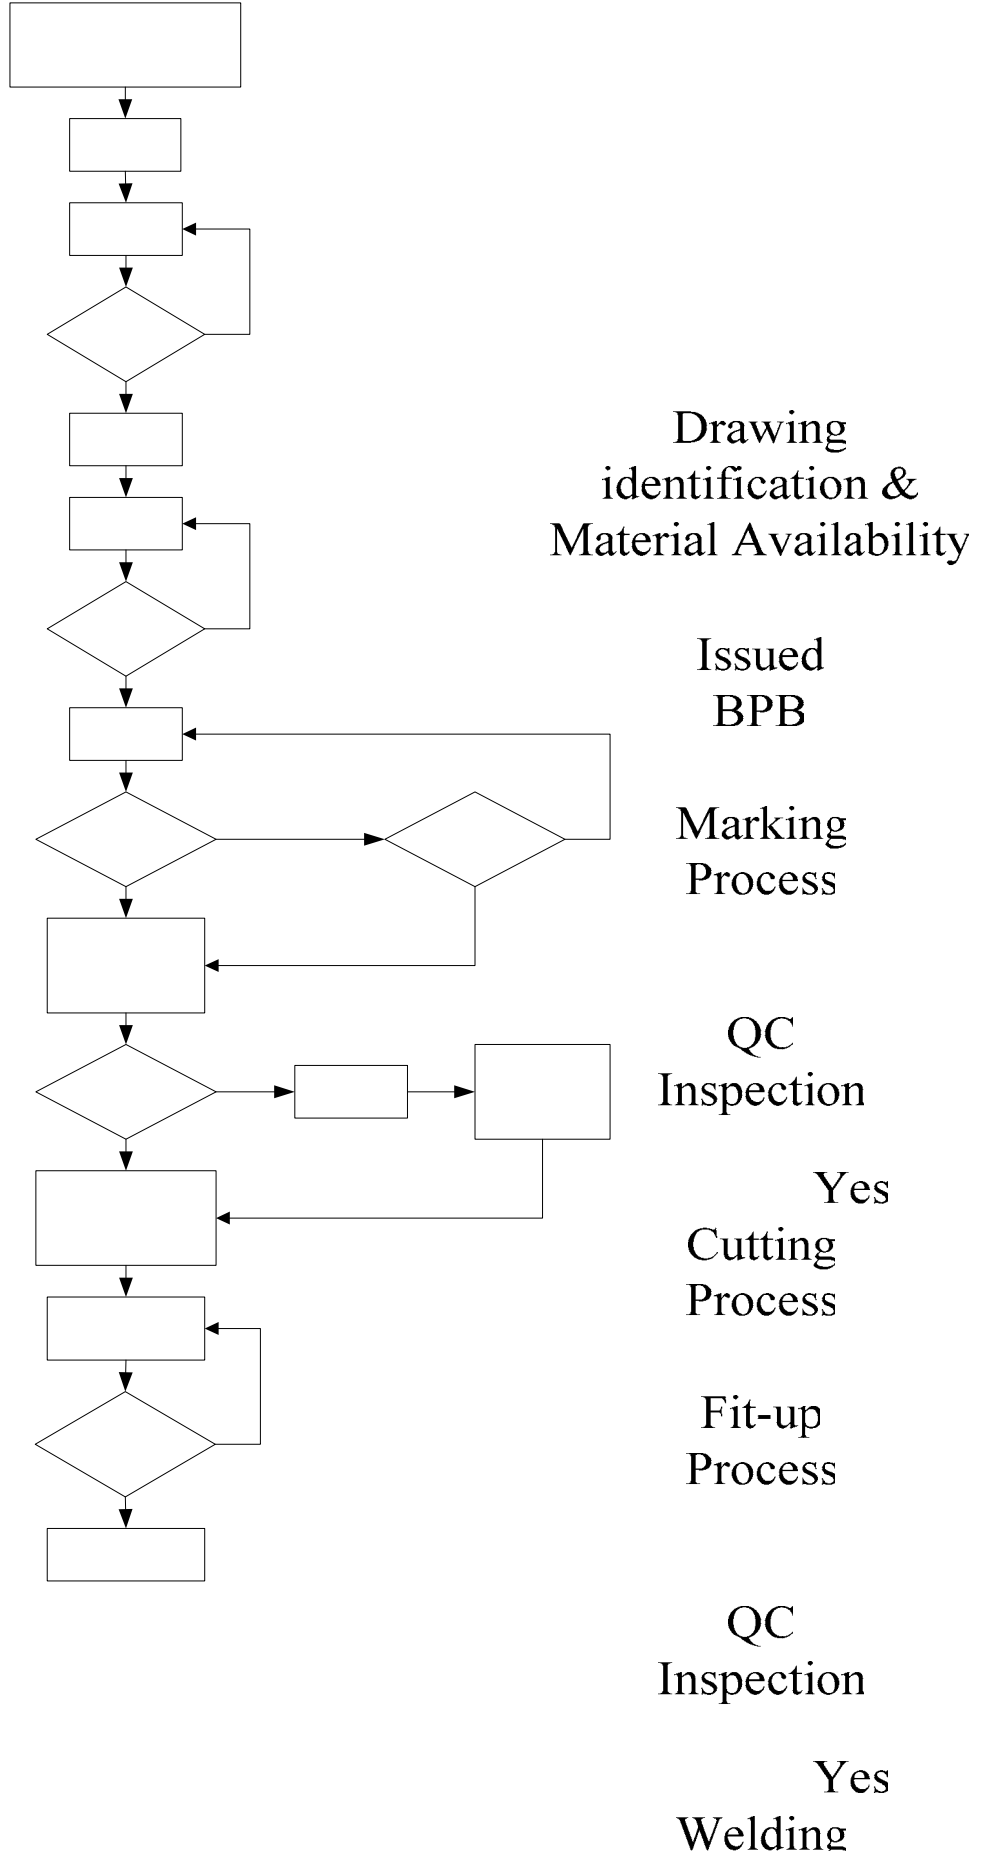 Drawing
identification &
Material Availability
Issued
BPB
Marking
Process
QC
Inspection
Yes
Cutting
Process
Fit-up
Process
QC
Inspection
Yes
Welding